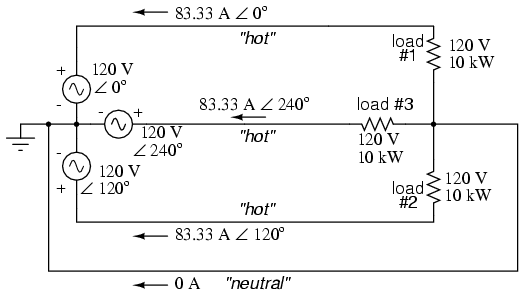 83.33 A ∠ 0°
"hot"
load
#1
120 V
10 kW
+
120 V
∠ 0°
-
83.33 A ∠ 240°
load #3
- +
120 V
"hot"
120 V
∠ 240°
10 kW
-
120 V
+ ∠ 120°
load
#2
120 V
10 kW
"hot"
83.33 A ∠ 120°
0 A "neutral"